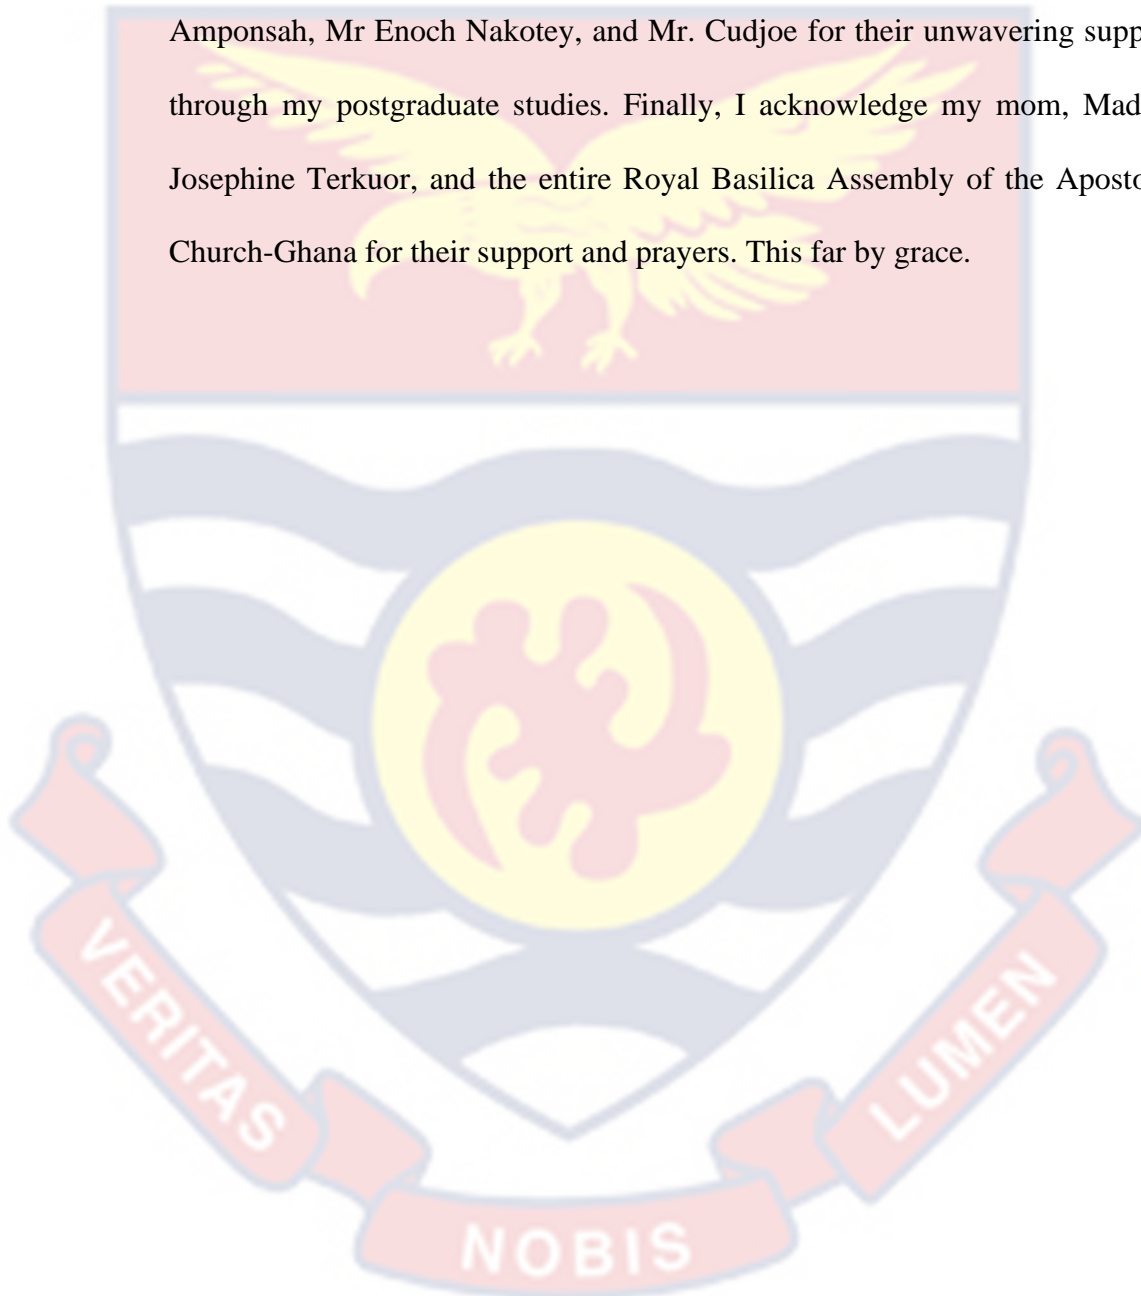 Amponsah, Mr Enoch Nakotey, and Mr. Cudjoe for their unwavering supp
through my postgraduate studies. Finally, I acknowledge my mom, Mad
Josephine Terkuor, and the entire Royal Basilica Assembly of the Aposto
Church-Ghana for their support and prayers. This far by grace.
VERITAS
NOBIS
LUMEN